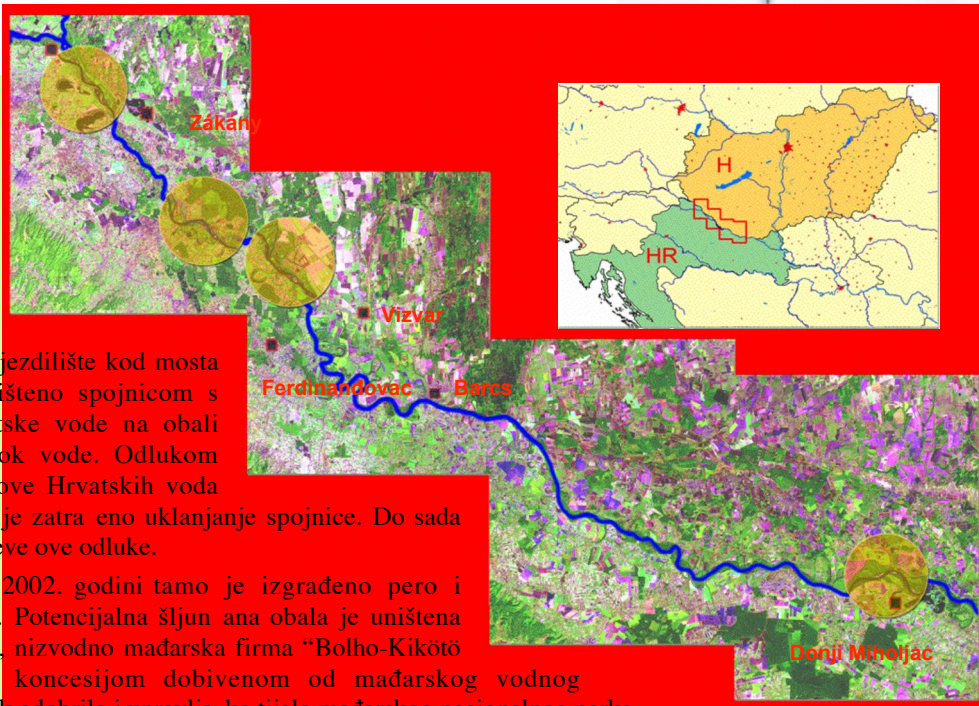 Zákány
H
HR
Vizvár
Ferdinandovac
Barcs
jezdilište kod mosta
išteno spojnicom s
tske vode na obali
ok vode. Odlukom
ove Hrvatskih voda
je zatra eno uklanjanje spojnice. Do sada
eve ove odluke.
2002. godini tamo je izgrađeno pero i
Potencijalna šljun ana obala je uništena
, nizvodno mađarska firma “Bolho-Kikötö
koncesijom dobivenom od mađarskog vodnog
Donji Miholjac